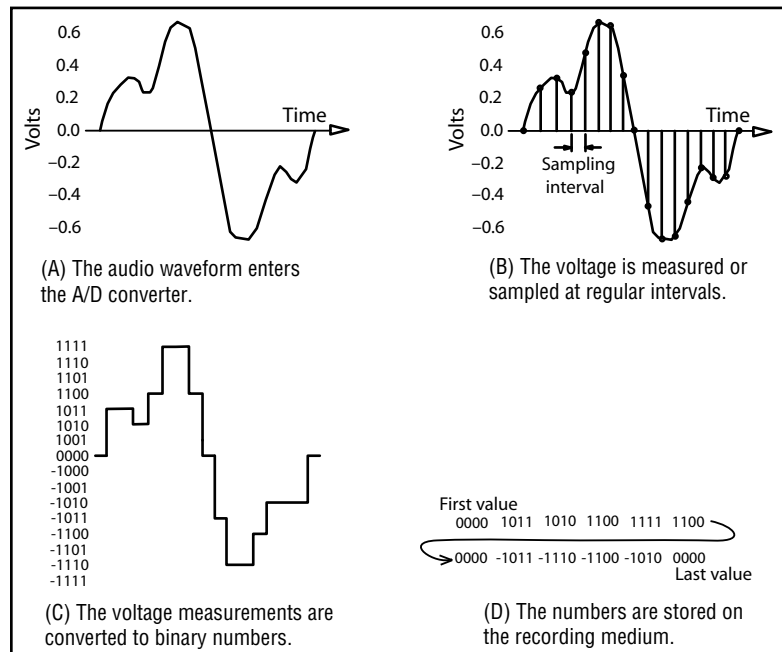 0.6
0.4
0.2
0.0
−0.2
−0.4
−0.6
Volts
Time
(A) The audio waveform enters
the A/D converter.
0.6
0.4
0.2
0.0
−0.2
−0.4
−0.6
Volts
Time
Sampling
interval
(B) The voltage is measured or
sampled at regular intervals.
1111
1110
1101
1100
1011
1010
1001
0000
-1000
-1001
-1010
-1011
-1100
-1101
-1110
-1111
(C) The voltage measurements are
converted to binary numbers.
First value
0000 1011 1010 1100 1111 1100
0000 -1011 -1110 -1100 -1010 0000
Last value
(D) The numbers are stored on
the recording medium.